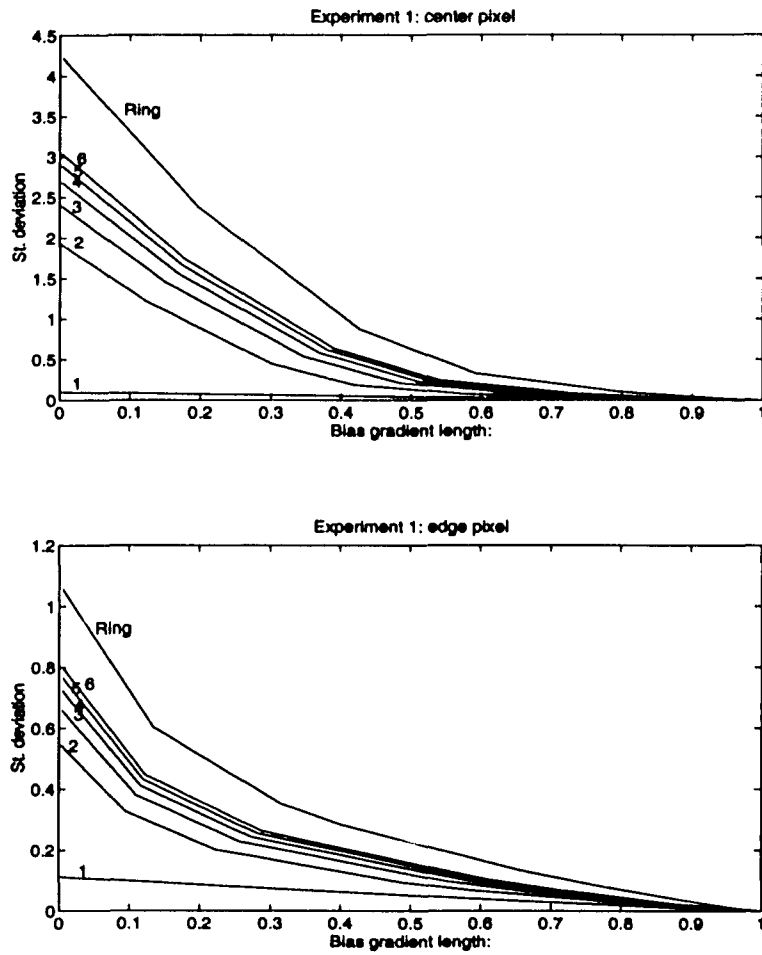 Experiment 1: center pixel
4.5
4
3.5
3
2.5
2
1.5
1
0.5
0
St. deviation
Ring
6
5
4
3
2
1
0 0.1 0.2 0.3 0.4 0.5 0.6 0.7 0.8 0.9 1
Bias gradient length:
Experiment 1: edge pixel
1.2
1
0.8
0.6
0.4
0.2
0
St. deviation
Ring
5 6
4
3
2
1
0 0.1 0.2 0.3 0.4 0.5 0.6 0.7 0.8 0.9 1
Bias gradient length: